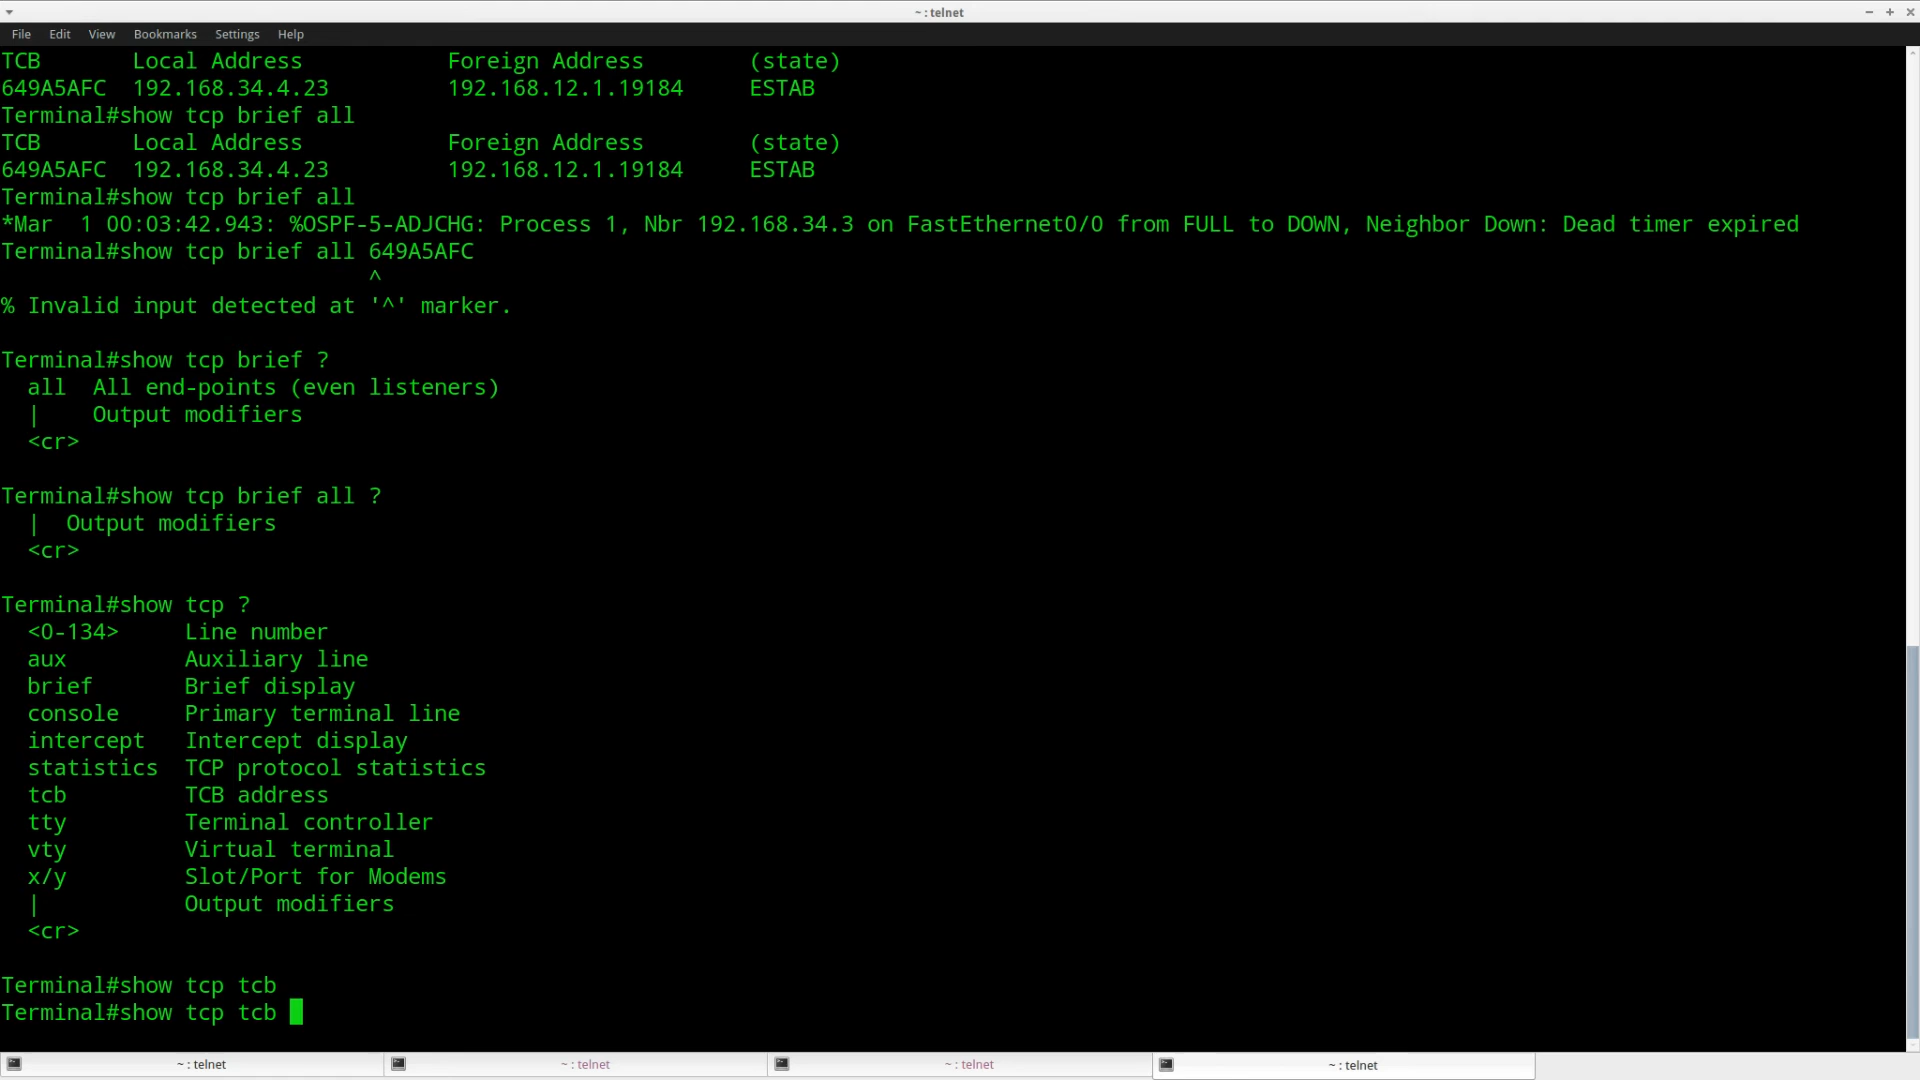 ~ : telnet
File Edit View Bookmarks Settings Help
TCB Local Address Foreign Address (state)
649A5AFC 192.168.34.4.23 192.168.12.1.19184 ESTAB
Terminal#show tcp brief all
TCB Local Address Foreign Address (state)
649A5AFC 192.168.34.4.23 192.168.12.1.19184 ESTAB
Terminal#show tcp brief all
*Mar 1 00:03:42.943: %OSPF-5-ADJCHG: Process 1, Nbr 192.168.34.3 on FastEthernet0/0 from FULL to DOWN, Neighbor Down: Dead timer expired
Terminal#show tcp brief all 649A5AFC
^
% Invalid input detected at '^' marker.
Terminal#show tcp brief ?
all All end-points (even listeners)
| Output modifiers
<cr>
Terminal#show tcp brief all ?
| Output modifiers
<cr>
Terminal#show tcp ?
<0-134> Line number
aux Auxiliary line
brief Brief display
console Primary terminal line
intercept Intercept display
statistics TCP protocol statistics
tcb TCB address
tty Terminal controller
vty Virtual terminal
x/y Slot/Port for Modems
| Output modifiers
<cr>
Terminal#show tcp tcb
Terminal#show tcp tcb
~ : telnet ~ : telnet ~ : telnet ~ : telnet